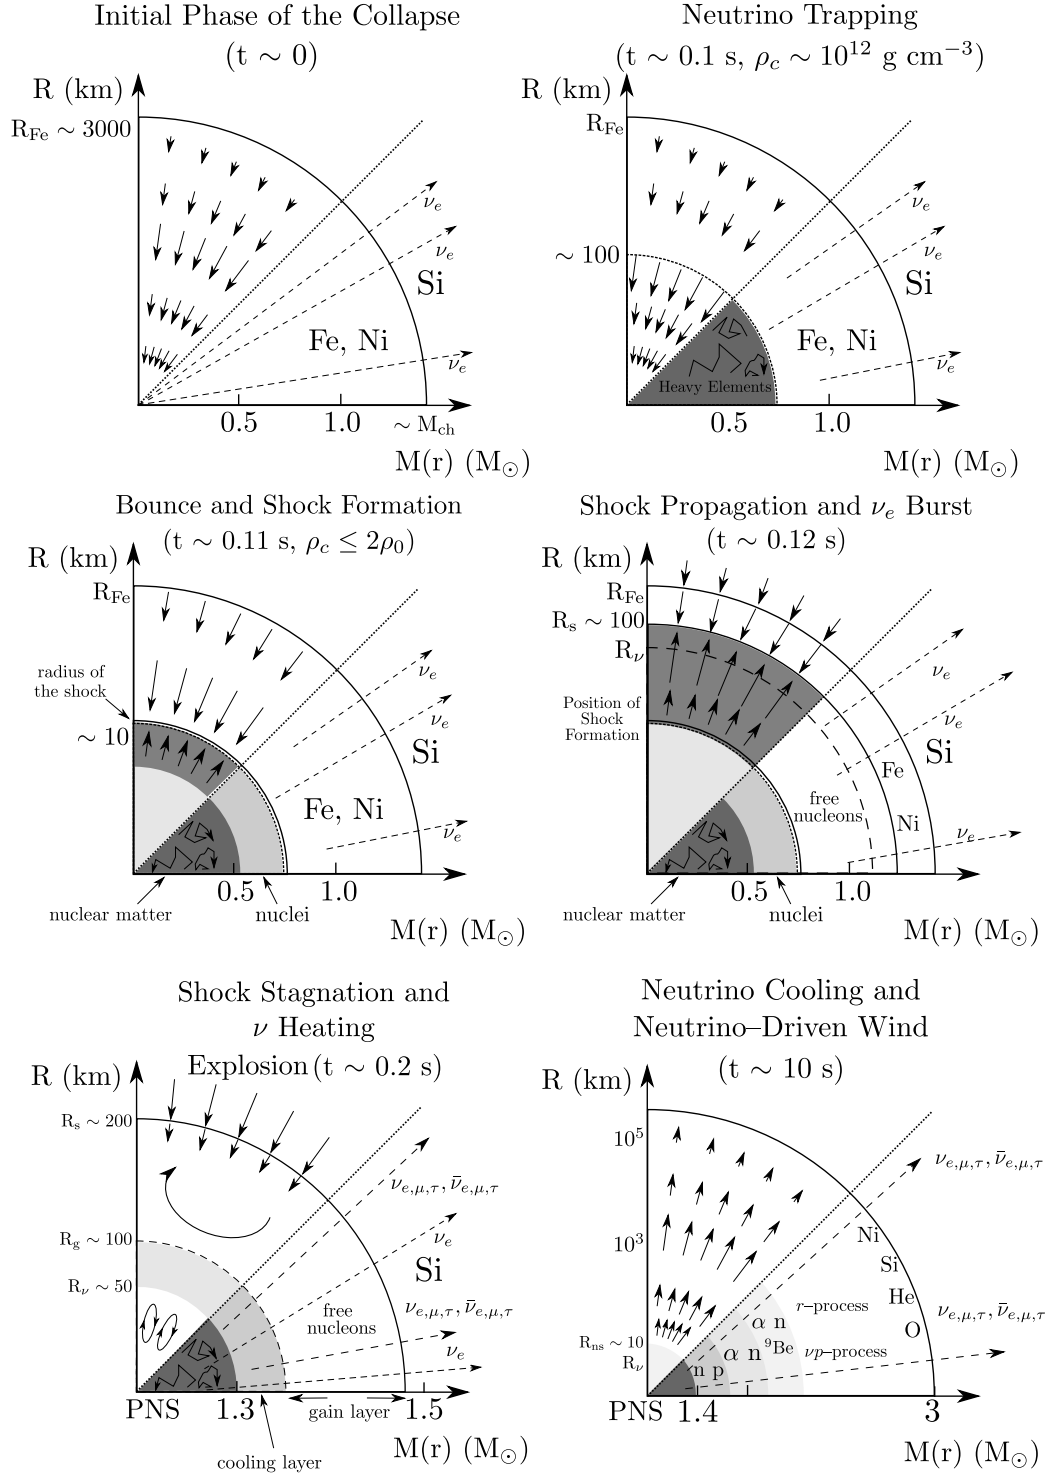 Initial Phase of the Collapse
(t ∼ 0)
R (km)
R_Fe ∼ 3000
ν_e
ν_e
Si
Fe, Ni
ν_e
0.5 1.0 ∼ M_ch
M(r) (M_⊙)
Neutrino Trapping
(t ∼ 0.1 s, ρ_c ∼ 10^12 g cm^−3)
R (km)
R_Fe
ν_e
∼ 100
ν_e
Si
Fe, Ni
ν_e
Heavy Elements
0.5 1.0
M(r) (M_⊙)
Bounce and Shock Formation
(t ∼ 0.11 s, ρ_c ≤ 2ρ_0)
R (km)
R_Fe
radius of
the shock
ν_e
ν_e
∼ 10
Si
Fe, Ni
ν_e
0.5 1.0
nuclear matter
nuclei
M(r) (M_⊙)
Shock Propagation and ν_e Burst
(t ∼ 0.12 s)
R (km)
R_Fe
R_s ∼ 100
R_ν
ν_e
Position of
Shock
Formation
ν_e
Si
Fe
free
nucleons
Ni
ν_e
0.5 1.0
nuclear matter
nuclei
M(r) (M_⊙)
Shock Stagnation and
ν Heating
Explosion (t ∼ 0.2 s)
R (km)
R_s ∼ 200
ν_e,μ,τ, ν̄_e,μ,τ
R_g ∼ 100
ν_e
Si
R_ν ∼ 50
ν_e,μ,τ, ν̄_e,μ,τ
free
nucleons
ν_e
PNS 1.3 gain layer 1.5
cooling layer
M(r) (M_⊙)
Neutrino Cooling and
Neutrino–Driven Wind
(t ∼ 10 s)
R (km)
10^5
ν_e,μ,τ, ν̄_e,μ,τ
10^3
Ni
Si
He
r–process
ν_e,μ,τ, ν̄_e,μ,τ
α n
O
R_ns ∼ 10
α n ^9Be
νp–process
R_ν
n p
PNS 1.4 3
M(r) (M_⊙)